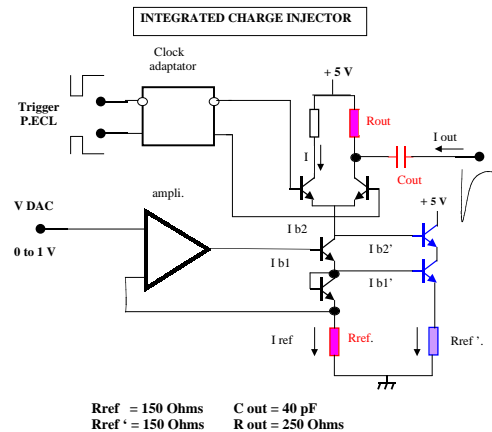 INTEGRATED CHARGE INJECTOR
Clock
adaptator
+ 5 V
Trigger
P.ECL
Rout
I out
I
Cout
ampli.
V DAC
+ 5 V
I b2
I b2'
0 to 1 V
I b1
I b1'
I ref
Rref.
Rref '.
Rref = 150 Ohms C out = 40 pF
Rref ‘ = 150 Ohms R out = 250 Ohms